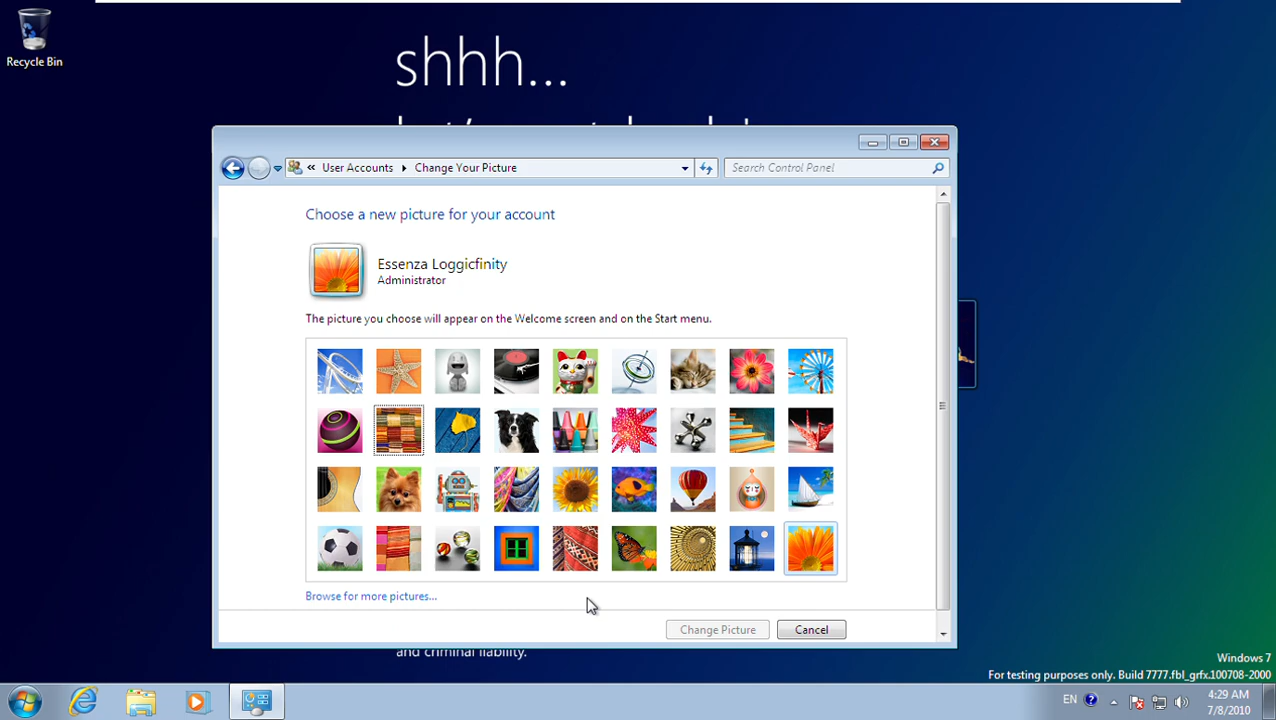 Recycle Bin
shhh...
User Accounts
Change Your Picture
Search Control Panel
Choose a new picture for your account
Essenza Loggicfinity
Administrator
The picture you choose will appear on the Welcome screen and on the Start menu.
Browse for more pictures...
Change Picture
Cancel
and criminal liability.
Windows 7
For testing purposes only. Build 7777.fbl_grfx.100708-2000
EN
4:29 AM
7/8/2010